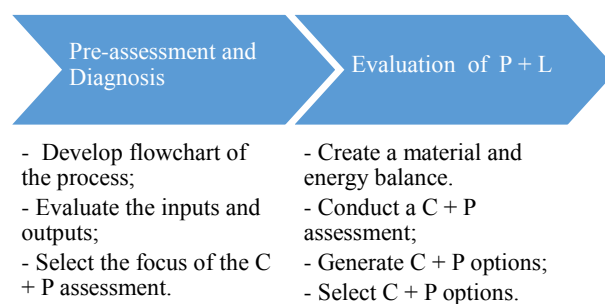 Pre-assessment and
Diagnosis
Evaluation of P + L
- Develop flowchart of
the process;
- Evaluate the inputs and
outputs;
- Select the focus of the C
+ P assessment.
- Create a material and
energy balance.
- Conduct a C + P
assessment;
- Generate C + P options;
- Select C + P options.